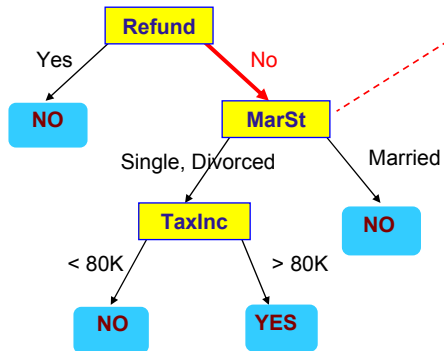 Refund
Yes
No
NO
MarSt
Single, Divorced
Married
TaxInc
NO
< 80K
> 80K
NO
YES